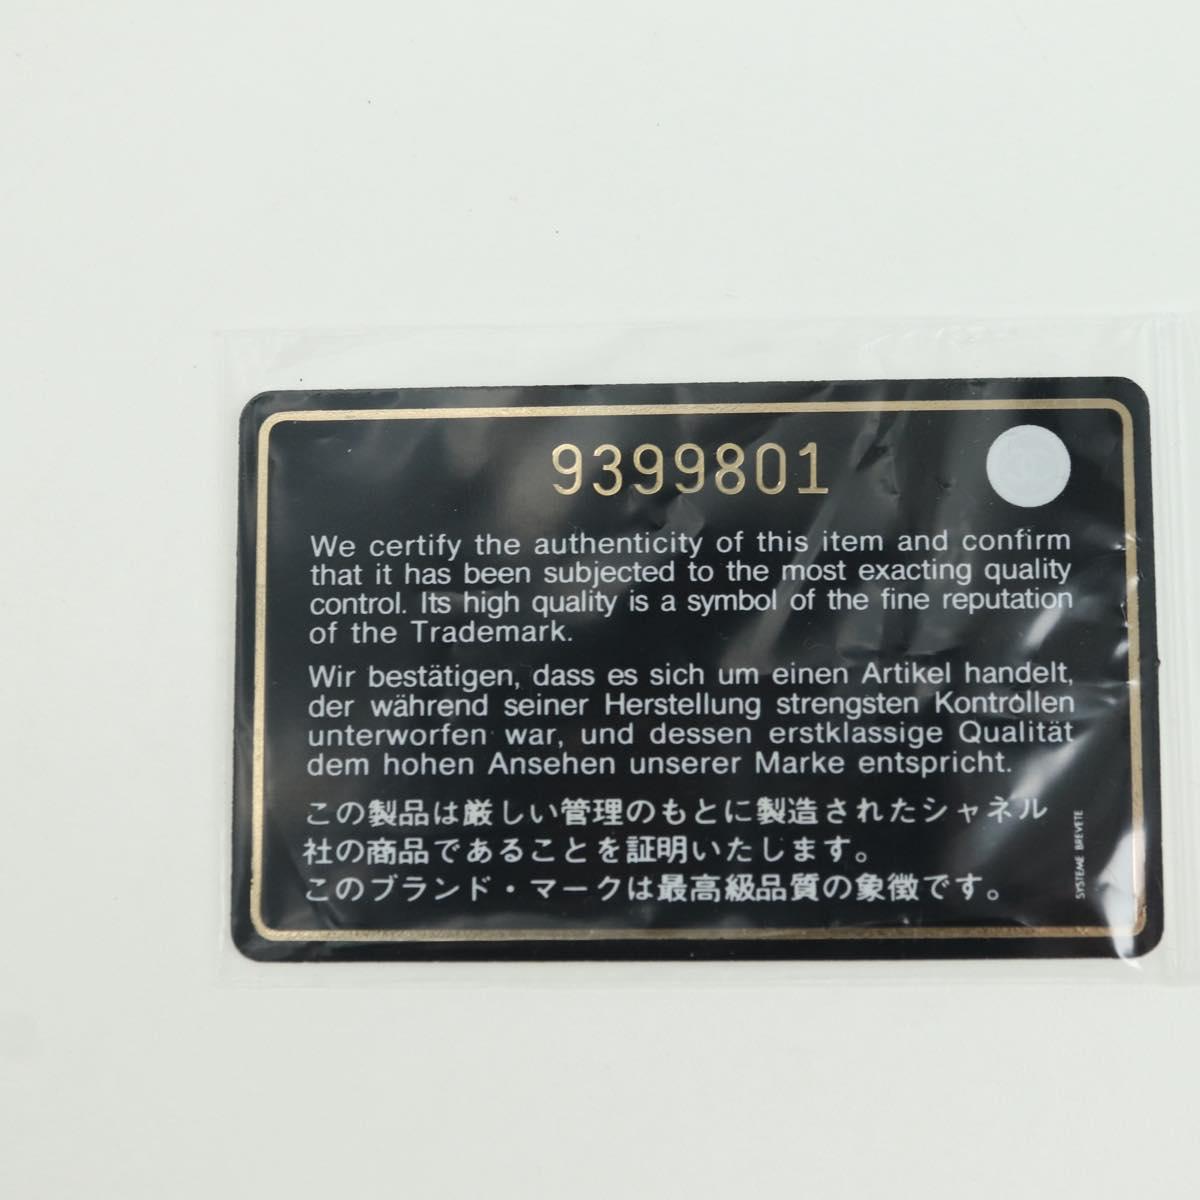 9399801
We certify the authenticity of this item and confirm
that it has been subjected to the most exacting quality
control. Its high quality is a symbol of the fine reputation
of the Trademark.
Wir bestätigen, dass es sich um einen Artikel handelt,
der während seiner Herstellung strengsten Kontrollen
unterworfen war, und dessen erstklassige Qualität
dem hohen Ansehen unserer Marke entspricht.
この製品は厳しい管理のもとに製造されたシャネル
社の商品であることを証明いたします。
このブランド・マークは最高級品質の象徴です。
SYSTEME BREVETE